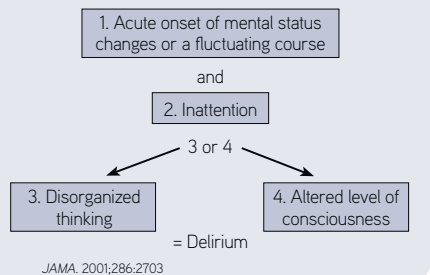 1. Acute onset of mental status
changes or a fluctuating course
and
2. Inattention
3 or 4
3. Disorganized
thinking
4. Altered level of
consciousness
= Delirium
JAMA. 2001;286:2703